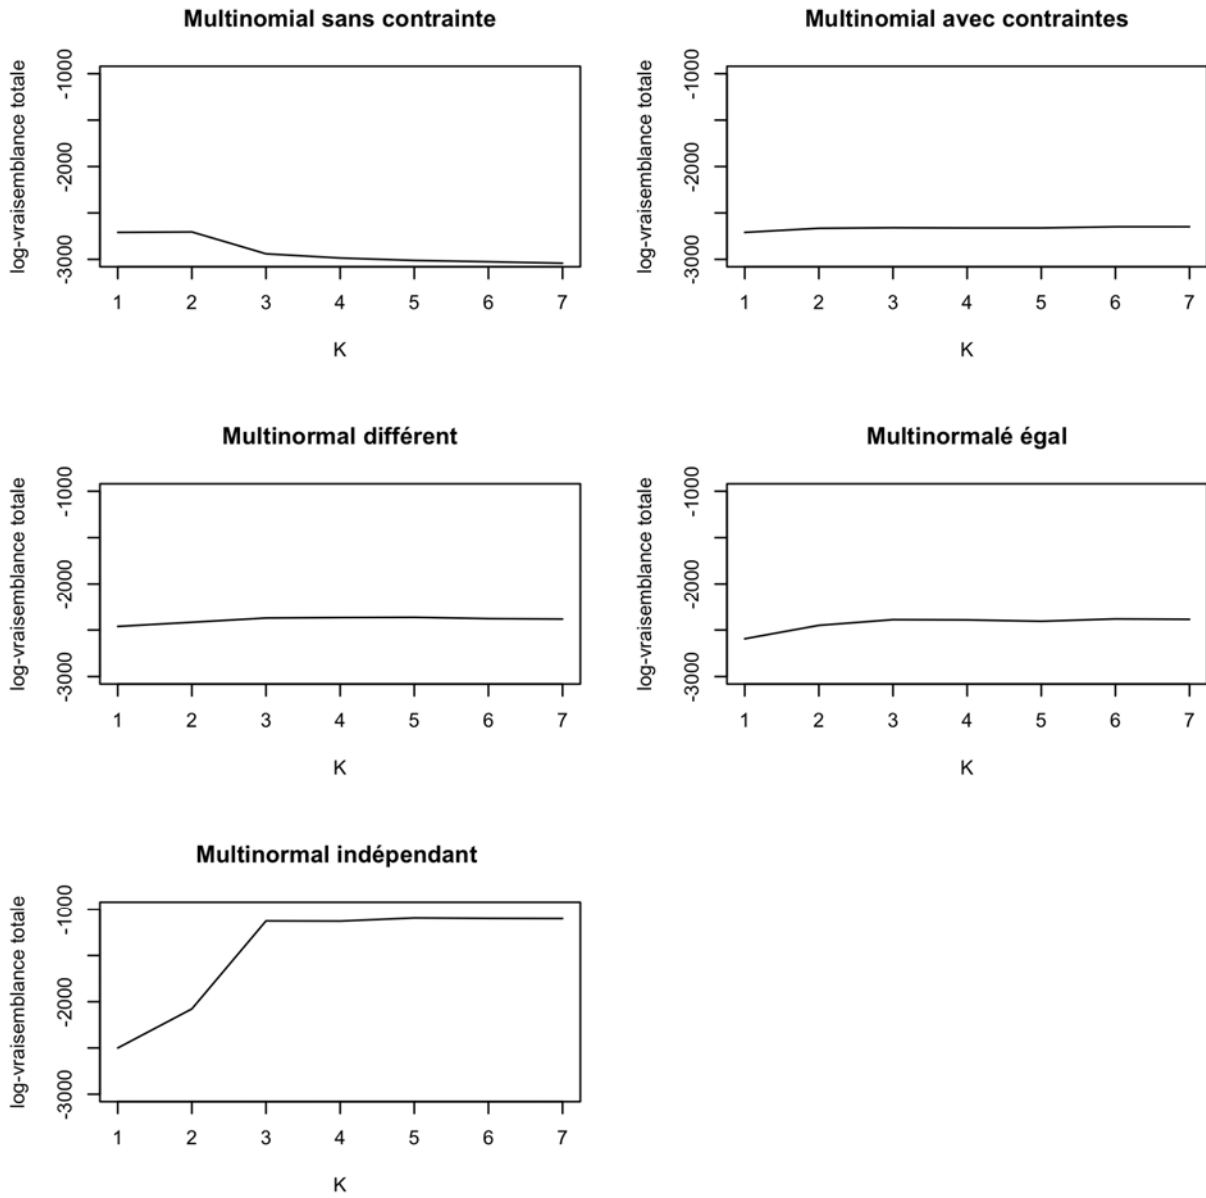 Multinomial sans contrainte
log-vraisemblance totale
-1000
-2000
-3000
1 2 3 4 5 6 7
K
Multinomial avec contraintes
log-vraisemblance totale
-1000
-2000
-3000
1 2 3 4 5 6 7
K
Multinormal différent
log-vraisemblance totale
-1000
-2000
-3000
1 2 3 4 5 6 7
K
Multinormalé égal
log-vraisemblance totale
-1000
-2000
-3000
1 2 3 4 5 6 7
K
Multinormal indépendant
log-vraisemblance totale
-1000
-2000
-3000
1 2 3 4 5 6 7
K